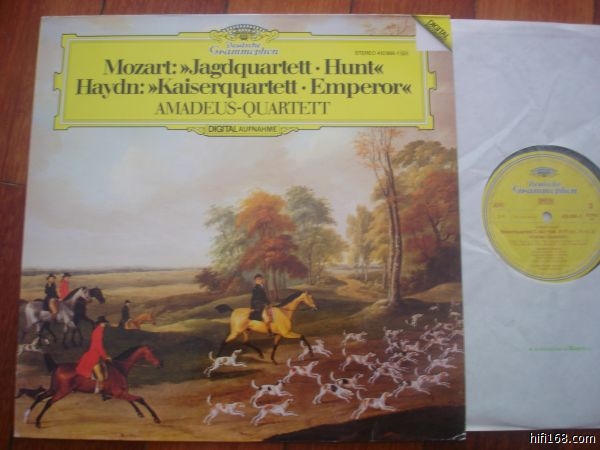 Deutsche
Grammophon
STEREO
DIGITAL
Mozart: »Jagdquartett · Hunt«
Haydn: »Kaiserquartett · Emperor«
AMADEUS-QUARTETT
DIGITAL AUFNAHME
Deutsche
Grammophon
hifi168.com